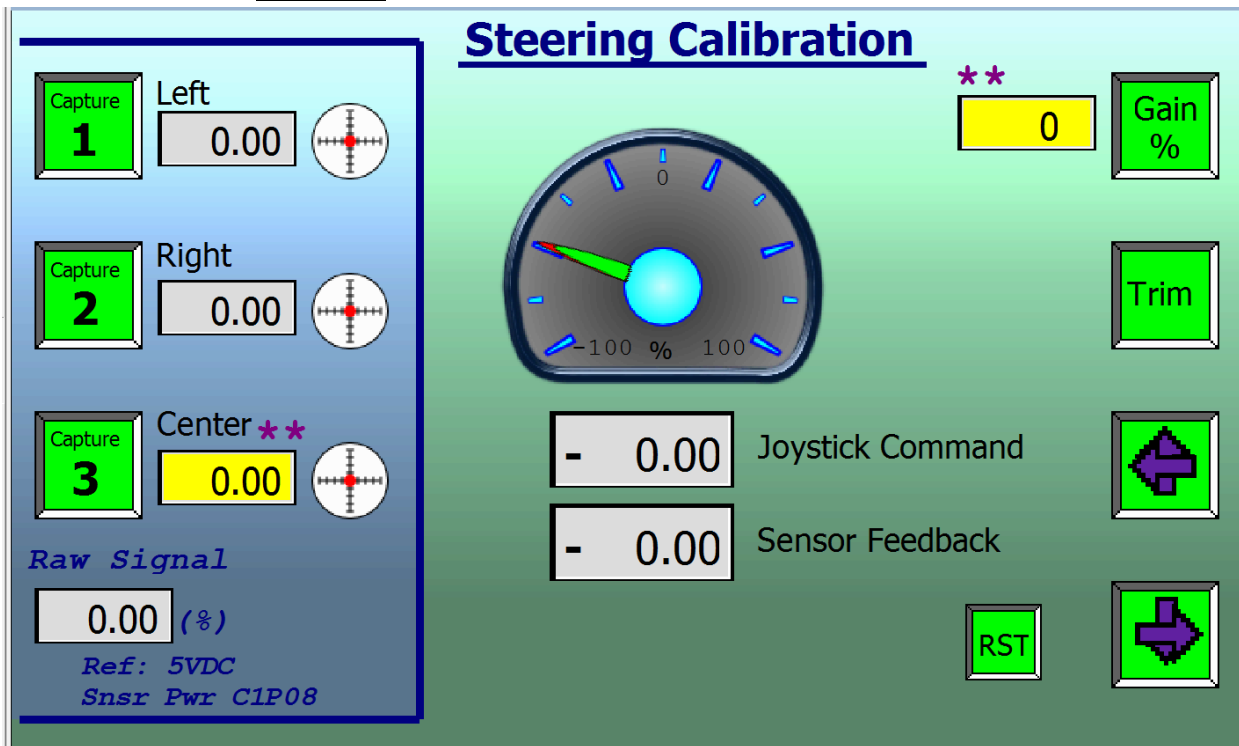 Steering Calibration
Capture
1
Left
0.00
Capture
2
Right
0.00
Capture
3
Center **
0.00
Raw Signal
0.00 (%)
Ref: 5VDC
Snsr Pwr C1P08
0
-100 % 100
- 0.00 Joystick Command
- 0.00 Sensor Feedback
**
0
Gain
%
Trim
RST